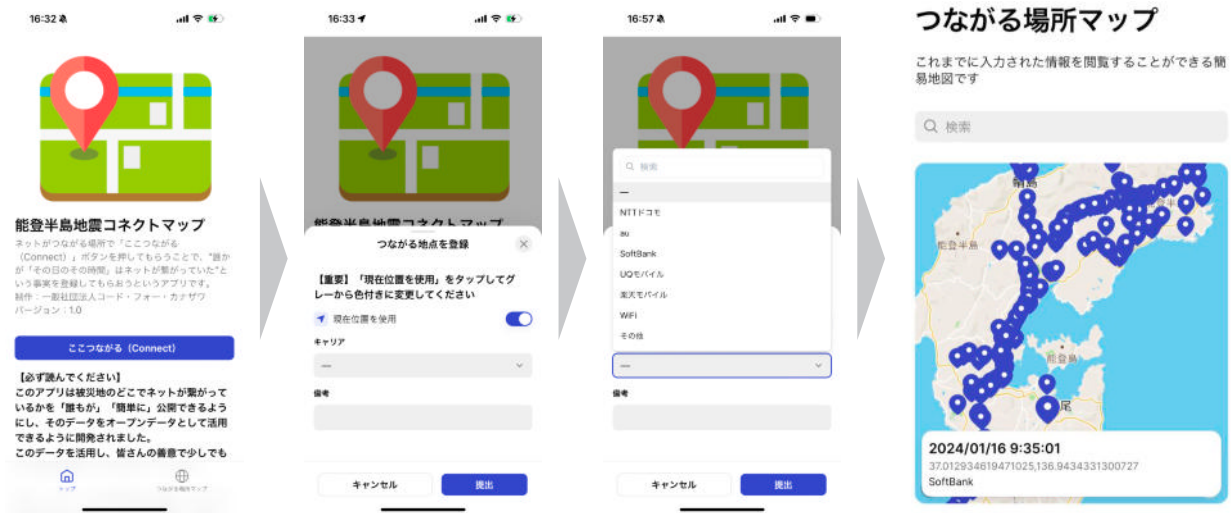 16:32
能登半島地震コネクトマップ
ネットがつながる場所で「ここつながる
（Connect）」ボタンを押してもらうことで、"誰か
が「その日のその時間」はネットが繋がっていた"と
いう事実を登録してもらおうというアプリです。
制作：一般社団法人コード・フォー・カナザワ
バージョン：1.0
ここつながる（Connect）
【必ず読んでください】
このアプリは被災地のどこでネットが繋がって
いるかを「誰もが」「簡単に」公開できるよう
にし、そのデータをオープンデータとして活用
できるように開発されました。
このデータを活用し、皆さんの善意で少しでも
トップ
つながる場所マップ
16:33
能登半島地震コネクトマップ
つながる地点を登録
【重要】「現在位置を使用」をタップしてグ
レーから色付きに変更してください
現在位置を使用
キャリア
—
備考
キャンセル
提出
16:57
検索
—
NTTドコモ
au
SoftBank
UQモバイル
楽天モバイル
WiFi
その他
—
備考
キャンセル
提出
つながる場所マップ
これまでに入力された情報を閲覧することができる簡
易地図です
検索
輪島
能登半島
能登半
能登島
尾
2024/01/16 9:35:01
37.012934619471025,136.9434331300727
SoftBank